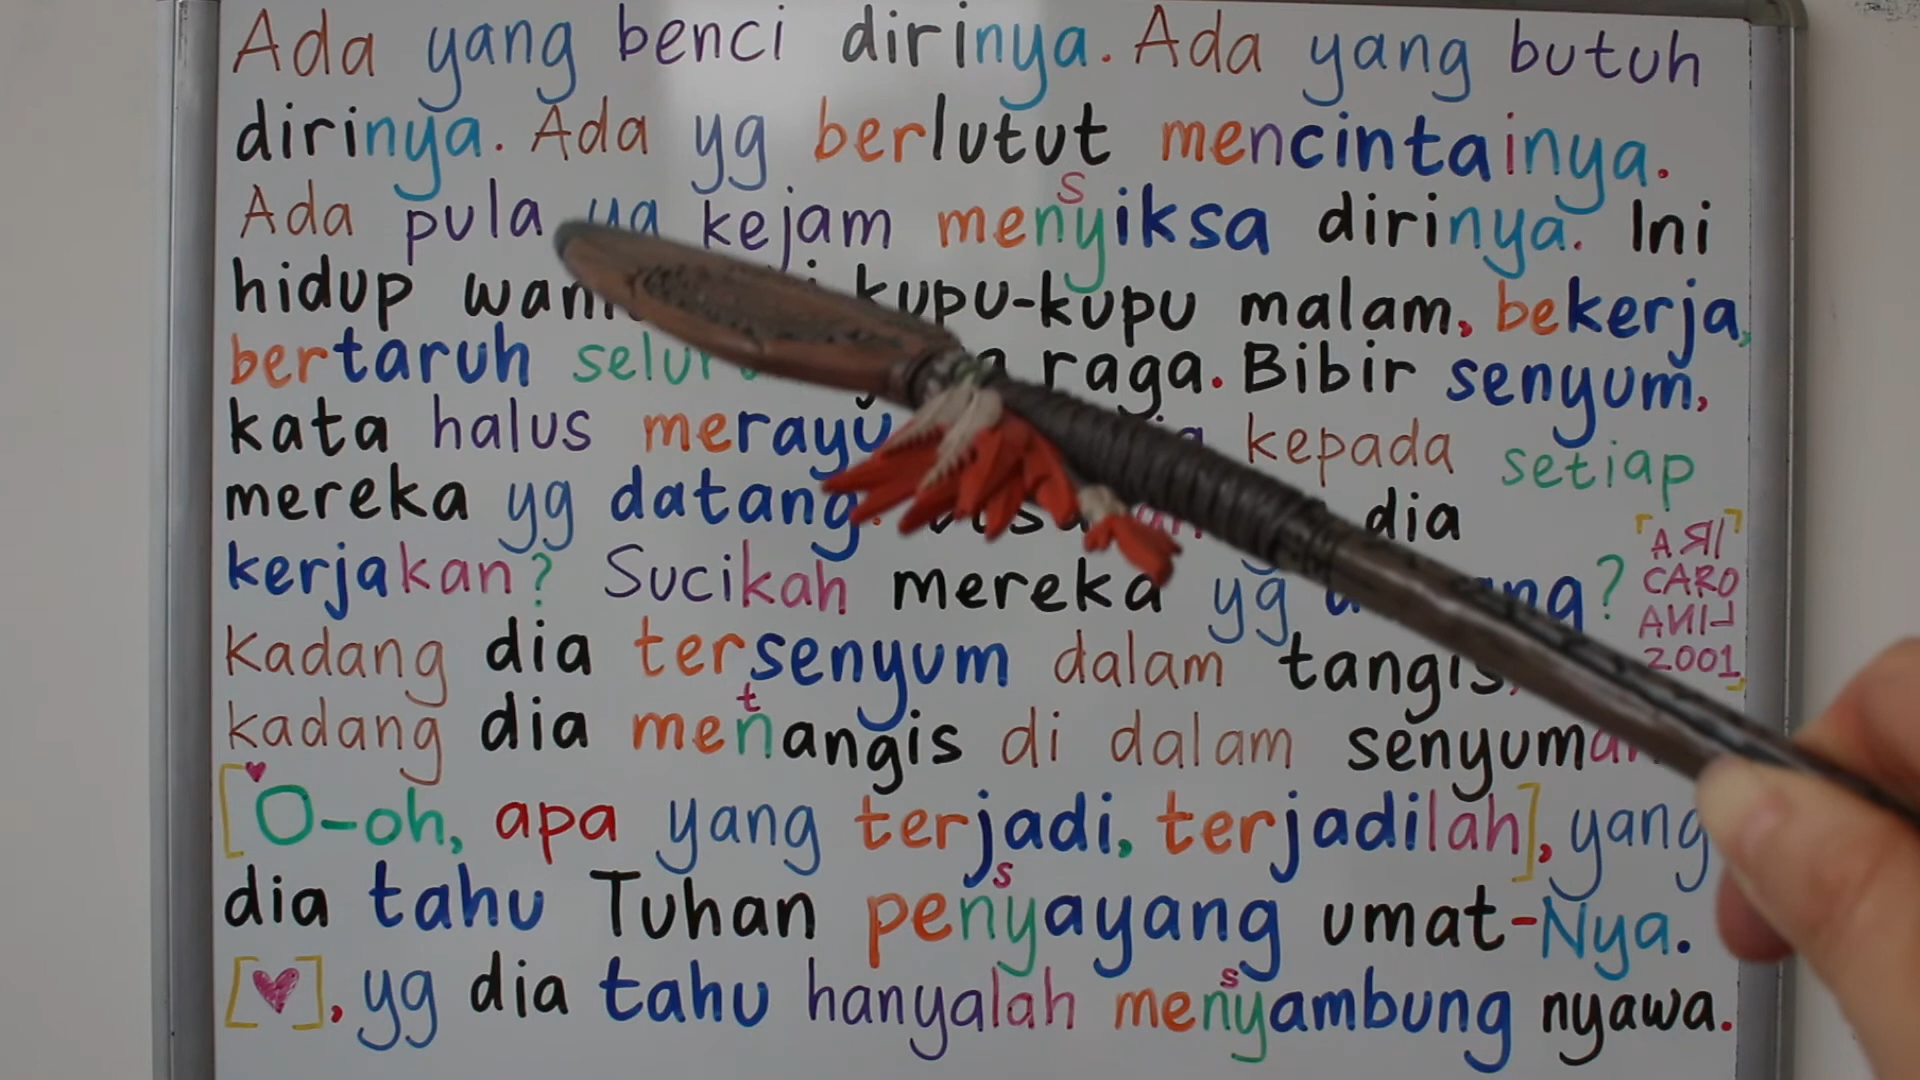 Ada yang benci dirinya. Ada yang butuh
dirinya. Ada yg berlutut mencintainya.
Ada pula yg kejam menyiksa dirinya. Ini
s
hidup kupu-kupu malam, bekerja,
bertaruh raga. Bibir senyum,
kata halus merayu kepada setiap
mereka yg datang. dia
kerjakan? Sucikah mereka yg ?
kadang dia tersenyum dalam tangis,
kadang dia menangis di dalam senyuman
t
[♥O-oh, apa yang terjadi, terjadilah], yang
dia tahu Tuhan penyayang umat-Nya.
s
[♥], yg dia tahu hanyalah menyambung nyawa.
s
"ARI
CARO
LINA
2001